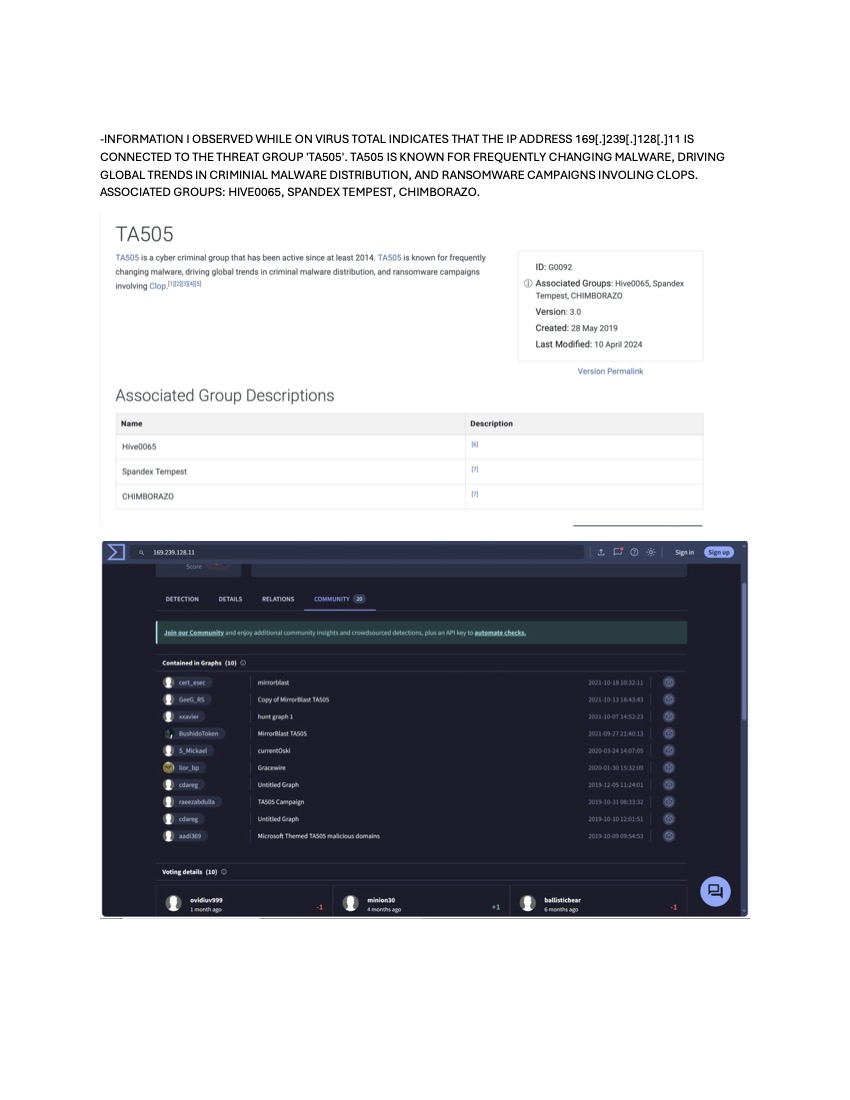 -INFORMATION I OBSERVED WHILE ON VIRUS TOTAL INDICATES THAT THE IP ADDRESS 169[.]239[.]128[.]11 IS
CONNECTED TO THE THREAT GROUP 'TA505'. TA505 IS KNOWN FOR FREQUENTLY CHANGING MALWARE, DRIVING
GLOBAL TRENDS IN CRIMINIAL MALWARE DISTRIBUTION, AND RANSOMWARE CAMPAIGNS INVOLING CLOPS.
ASSOCIATED GROUPS: HIVE0065, SPANDEX TEMPEST, CHIMBORAZO.
TA505
TA505 is a cyber criminal group that has been active since at least 2014. TA505 is known for frequently
changing malware, driving global trends in criminal malware distribution, and ransomware campaigns
involving Clop.[1][2][3][4][5]
ID: G0092
Associated Groups: Hive0065, Spandex
Tempest, CHIMBORAZO
Version: 3.0
Created: 28 May 2019
Last Modified: 10 April 2024
Version Permalink
Associated Group Descriptions
Name Description
Hive0065 [6]
Spandex Tempest [7]
CHIMBORAZO [7]
169.239.128.11 Sign in Sign up
Score
DETECTION DETAILS RELATIONS COMMUNITY 20
Join our Community and enjoy additional community insights and crowdsourced detections, plus an API key to automate checks.
Contained in Graphs (10)
cert_esec mirrorblast 2021-10-18 10:32:11
GeeG_RS Copy of MirrorBlast TA505 2021-10-13 18:43:43
xxavier hunt graph 1 2021-10-07 14:52:23
BushidoToken MirrorBlast TA505 2021-09-27 21:40:13
S_Mickael currentOski 2020-03-24 14:07:05
lior_bp Gracewire 2020-01-30 15:32:09
cdareg Untitled Graph 2019-12-05 11:24:01
raeezabdulla TA505 Campaign 2019-10-31 08:33:32
cdareg Untitled Graph 2019-10-10 12:01:51
aadi369 Microsoft Themed TA505 malicious domains 2019-10-09 09:54:53
Voting details (10)
ovidiuv999 minion30 ballisticbear
1 month ago -1 4 months ago +1 6 months ago -1